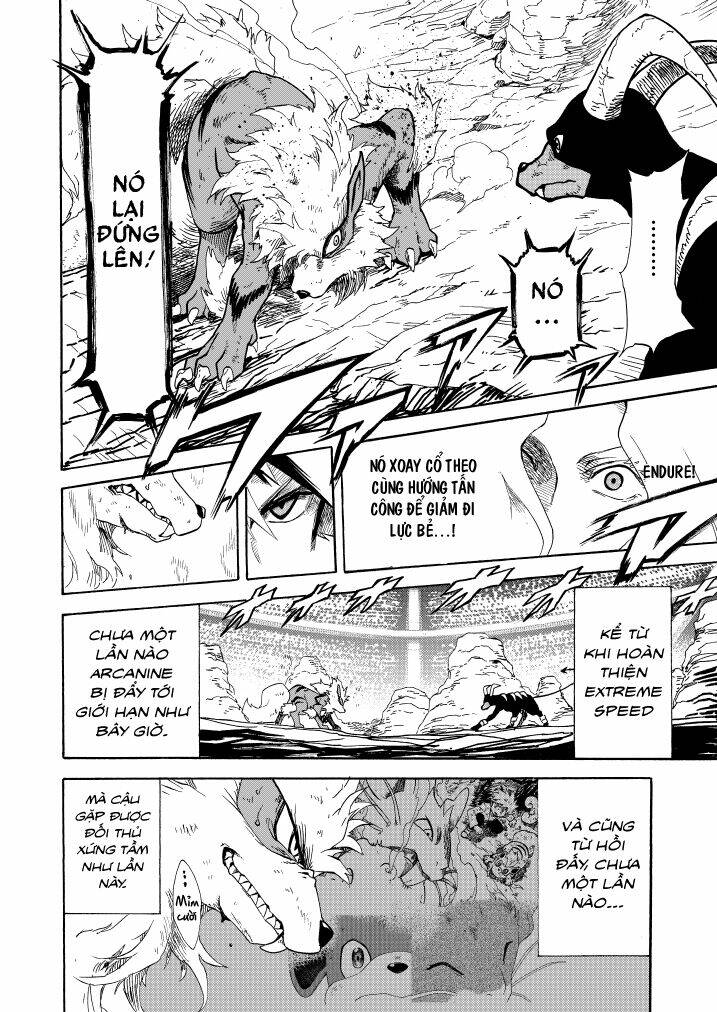 ......
NÓ
...
NÓ
LẠI
ĐỨNG
LÊN!
ENDURE!
NÓ XOAY CỔ THEO
CÙNG HƯỚNG TẤN
CÔNG ĐỂ GIẢM ĐI
LỰC BẺ...!
KỂ TỪ
KHI HOÀN
THIỆN
EXTREME
SPEED
CHƯA MỘT
LẦN NÀO
ARCANINE
BỊ ĐẨY TỚI
GIỚI HẠN NHƯ
BÂY GIỜ.
VÀ CŨNG
TỪ HỒI
ĐẤY, CHƯA
MỘT LẦN
NÀO...
MÀ CẬU
GẶP ĐƯỢC
ĐỐI THỦ
XỨNG TẦM
NHƯ LẦN
NÀY.
...
Mỉm
cười